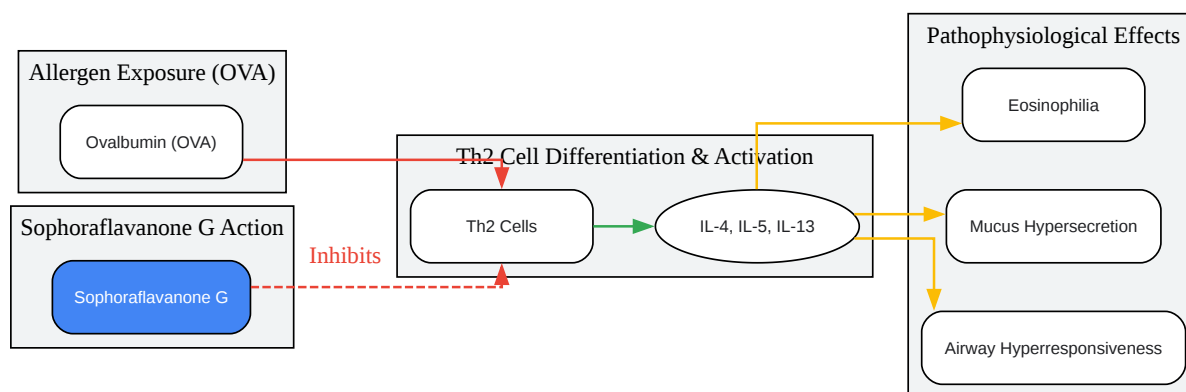 Allergen Exposure (OVA)
Ovalbumin (OVA)
Sophoraflavanone G Action
Sophoraflavanone G
Inhibits
Th2 Cell Differentiation & Activation
Th2 Cells
IL-4, IL-5, IL-13
Pathophysiological Effects
Eosinophilia
Mucus Hypersecretion
Airway Hyperresponsiveness